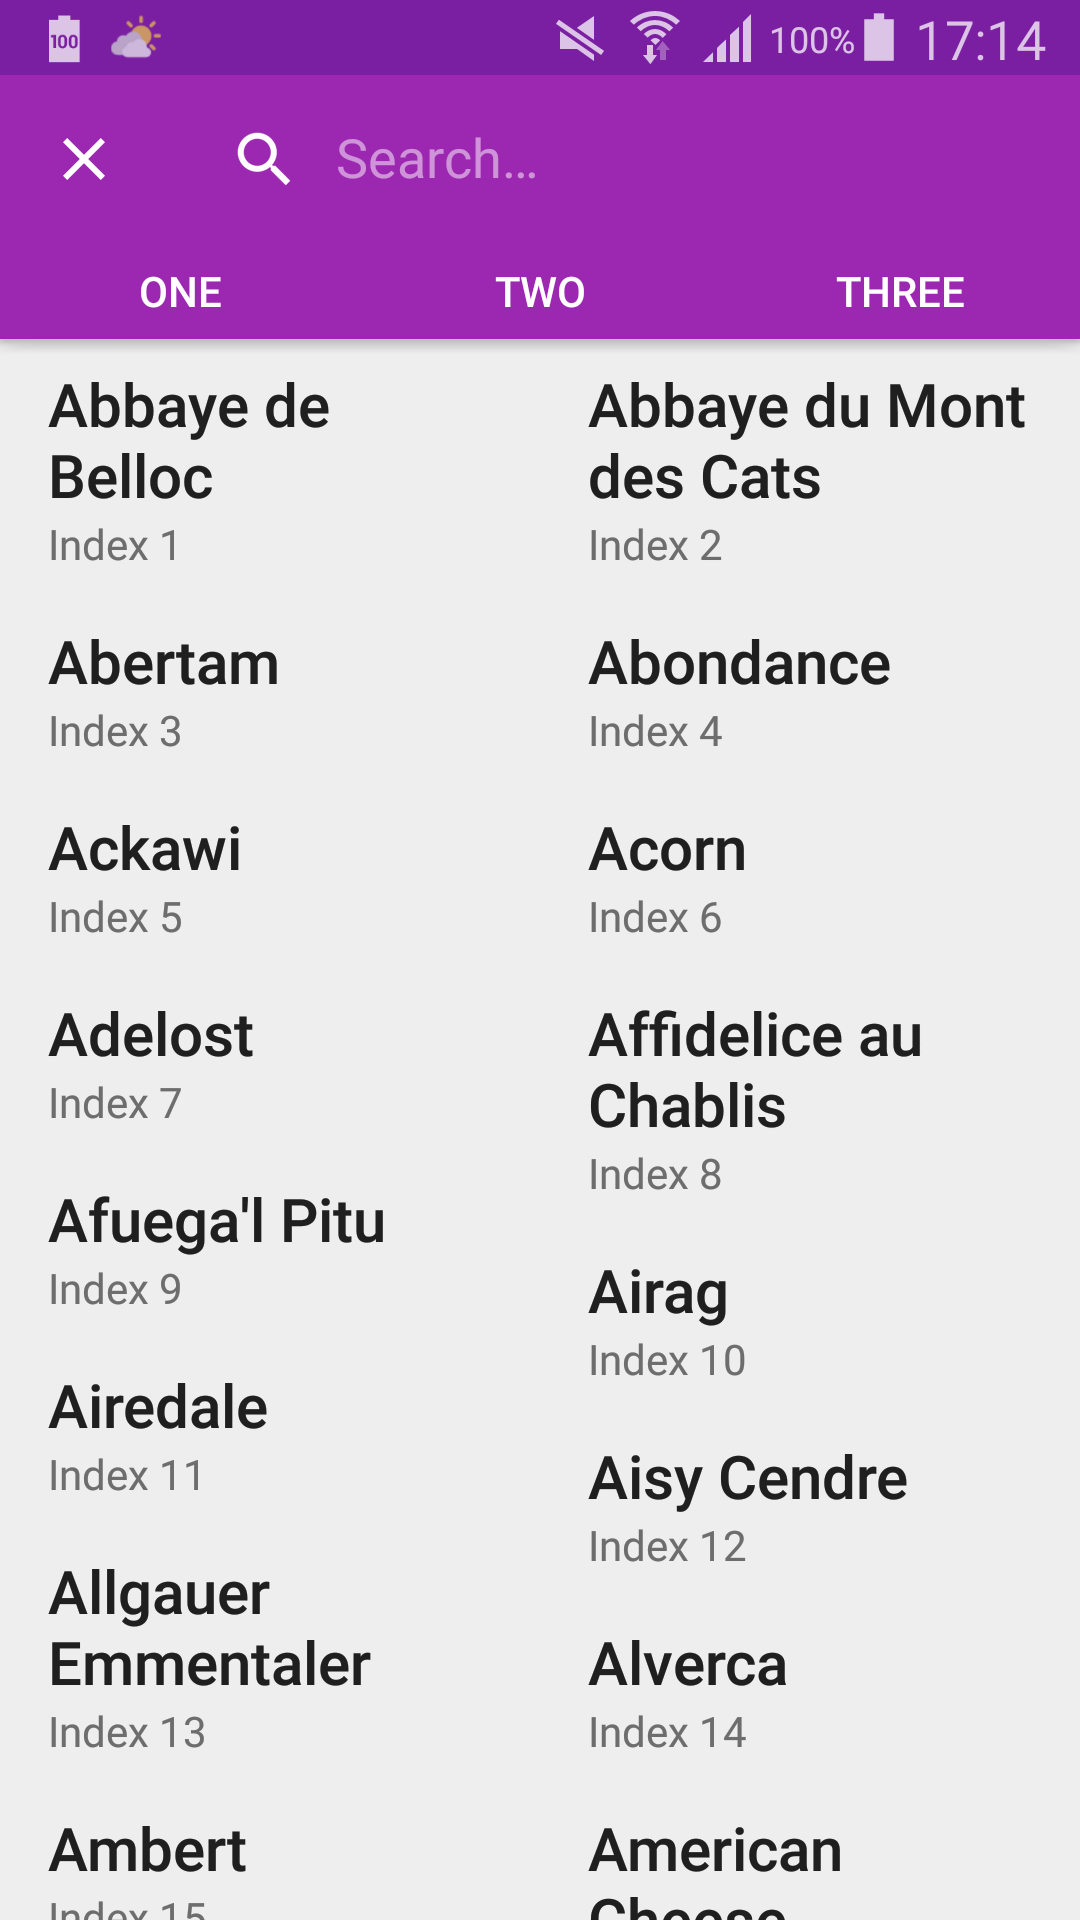 100
100%
17:14
Search...
ONE
TWO
THREE
Abbaye de
Belloc
Index 1
Abbaye du Mont
des Cats
Index 2
Abertam
Index 3
Abondance
Index 4
Ackawi
Index 5
Acorn
Index 6
Adelost
Index 7
Affidelice au
Chablis
Index 8
Afuega'l Pitu
Index 9
Airag
Index 10
Airedale
Index 11
Aisy Cendre
Index 12
Allgauer
Emmentaler
Index 13
Alverca
Index 14
Ambert
Index 15
American
Cheese